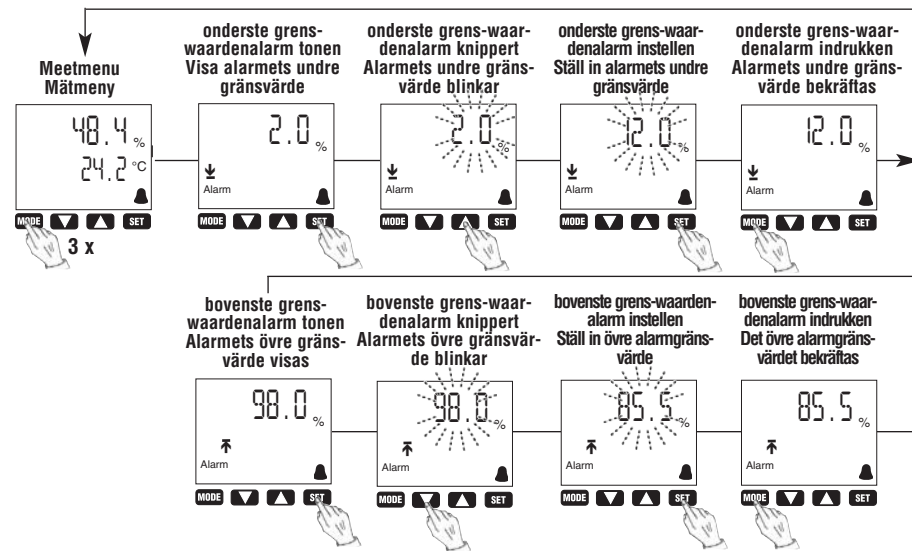 Meetmenu
Mätmeny
48.4 %
24.2 °C
MODE SET
3 x
onderste grens-
waardenalarm tonen
Visa alarmets undre
gränsvärde
2.0 %
Alarm
MODE SET
onderste grens-waar-
denalarm knippert
Alarmets undre gräns-
värde blinkar
2.0 %
Alarm
MODE SET
onderste grens-waar-
denalarm instellen
Ställ in alarmets undre
gränsvärde
12.0 %
Alarm
MODE SET
onderste grens-waar-
denalarm indrukken
Alarmets undre gräns-
värde bekräftas
12.0 %
Alarm
MODE SET
bovenste grens-
waardenalarm tonen
Alarmets övre gräns-
värde visas
98.0 %
Alarm
MODE SET
bovenste grens-waar-
denalarm knippert
Alarmets övre gränsvär-
de blinkar
98.0 %
Alarm
MODE SET
bovenste grens-waarden-
alarm instellen
Ställ in övre alarmgräns-
värde
85.5 %
Alarm
MODE SET
bovenste grens-waar-
denalarm indrukken
Det övre alarmgräns-
värdet bekräftas
85.5 %
Alarm
MODE SET